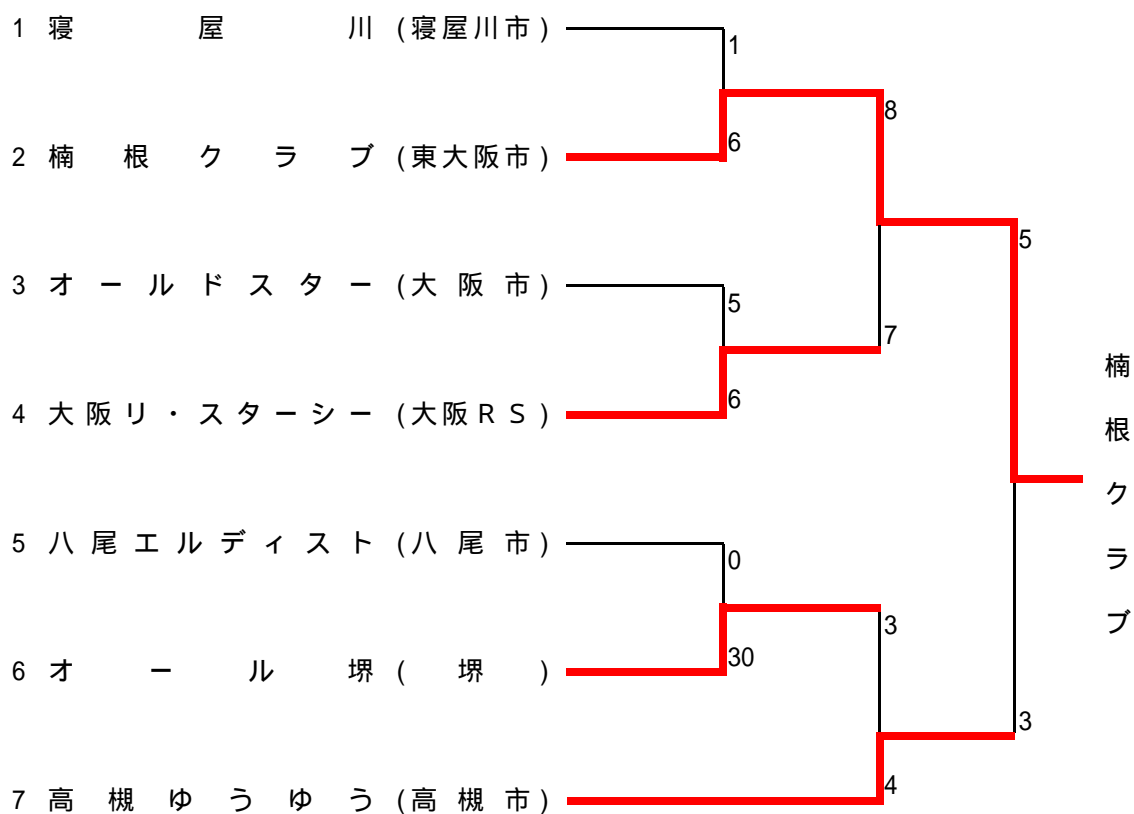 1 寝屋川 (寝屋川市)
1
8
2 楠根クラブ (東大阪市)
6
5
3 オールドスター (大阪市)
5
7
4 大阪リ・スターシー (大阪RS)
6
楠根クラブ
5 八尾エルディスト (八尾市)
0
3
6 オール堺 (堺)
30
3
7 高槻ゆうゆう (高槻市)
4